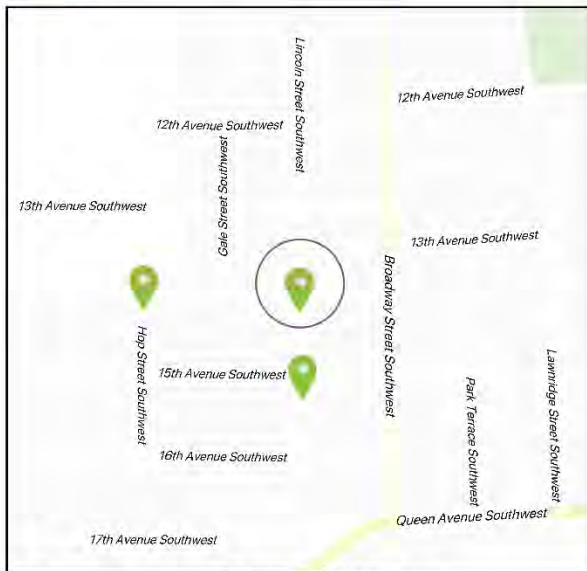 Lincoln Street Southwest
12th Avenue Southwest
12th Avenue Southwest
Gale Street Southwest
13th Avenue Southwest
13th Avenue Southwest
Broadway Street Southwest
Hop Street Southwest
15th Avenue Southwest
Park Terrace Southwest
Lawnridge Street Southwest
16th Avenue Southwest
Queen Avenue Southwest
17th Avenue Southwest